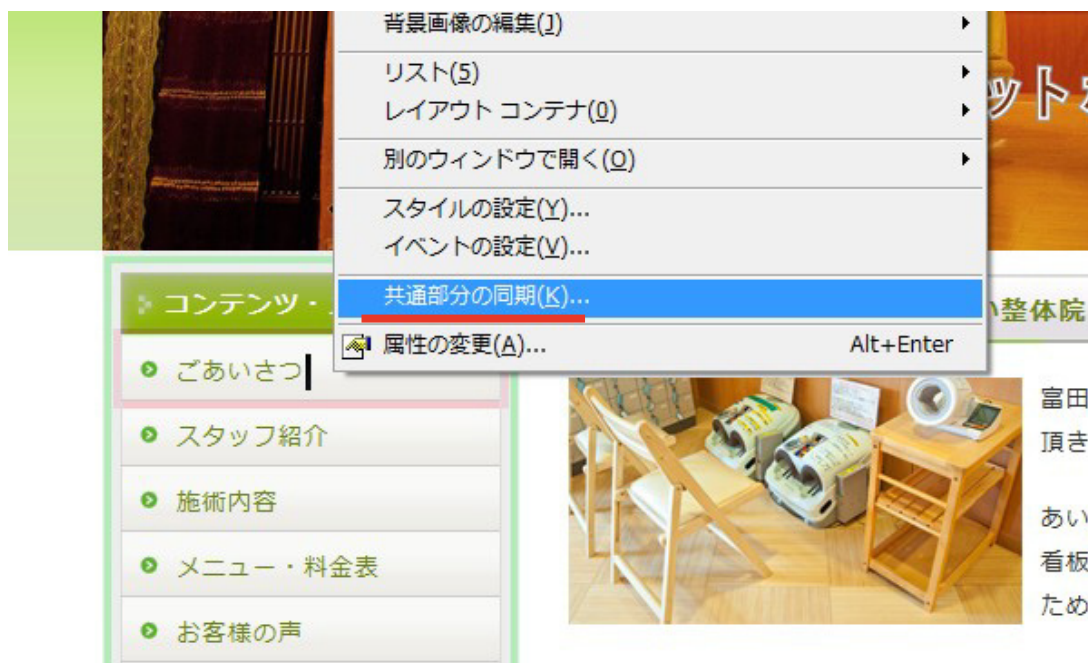 背景画像の編集(J)
リスト(5)
レイアウト コンテナ(0)
別のウィンドウで開く(O)
スタイルの設定(Y)...
イベントの設定(V)...
共通部分の同期(K)...
属性の変更(A)... Alt+Enter
ット
コンテンツ・
い整体院
ごあいさつ
スタッフ紹介
施術内容
メニュー・料金表
お客様の声
富田
頂き
あい
看板
ため